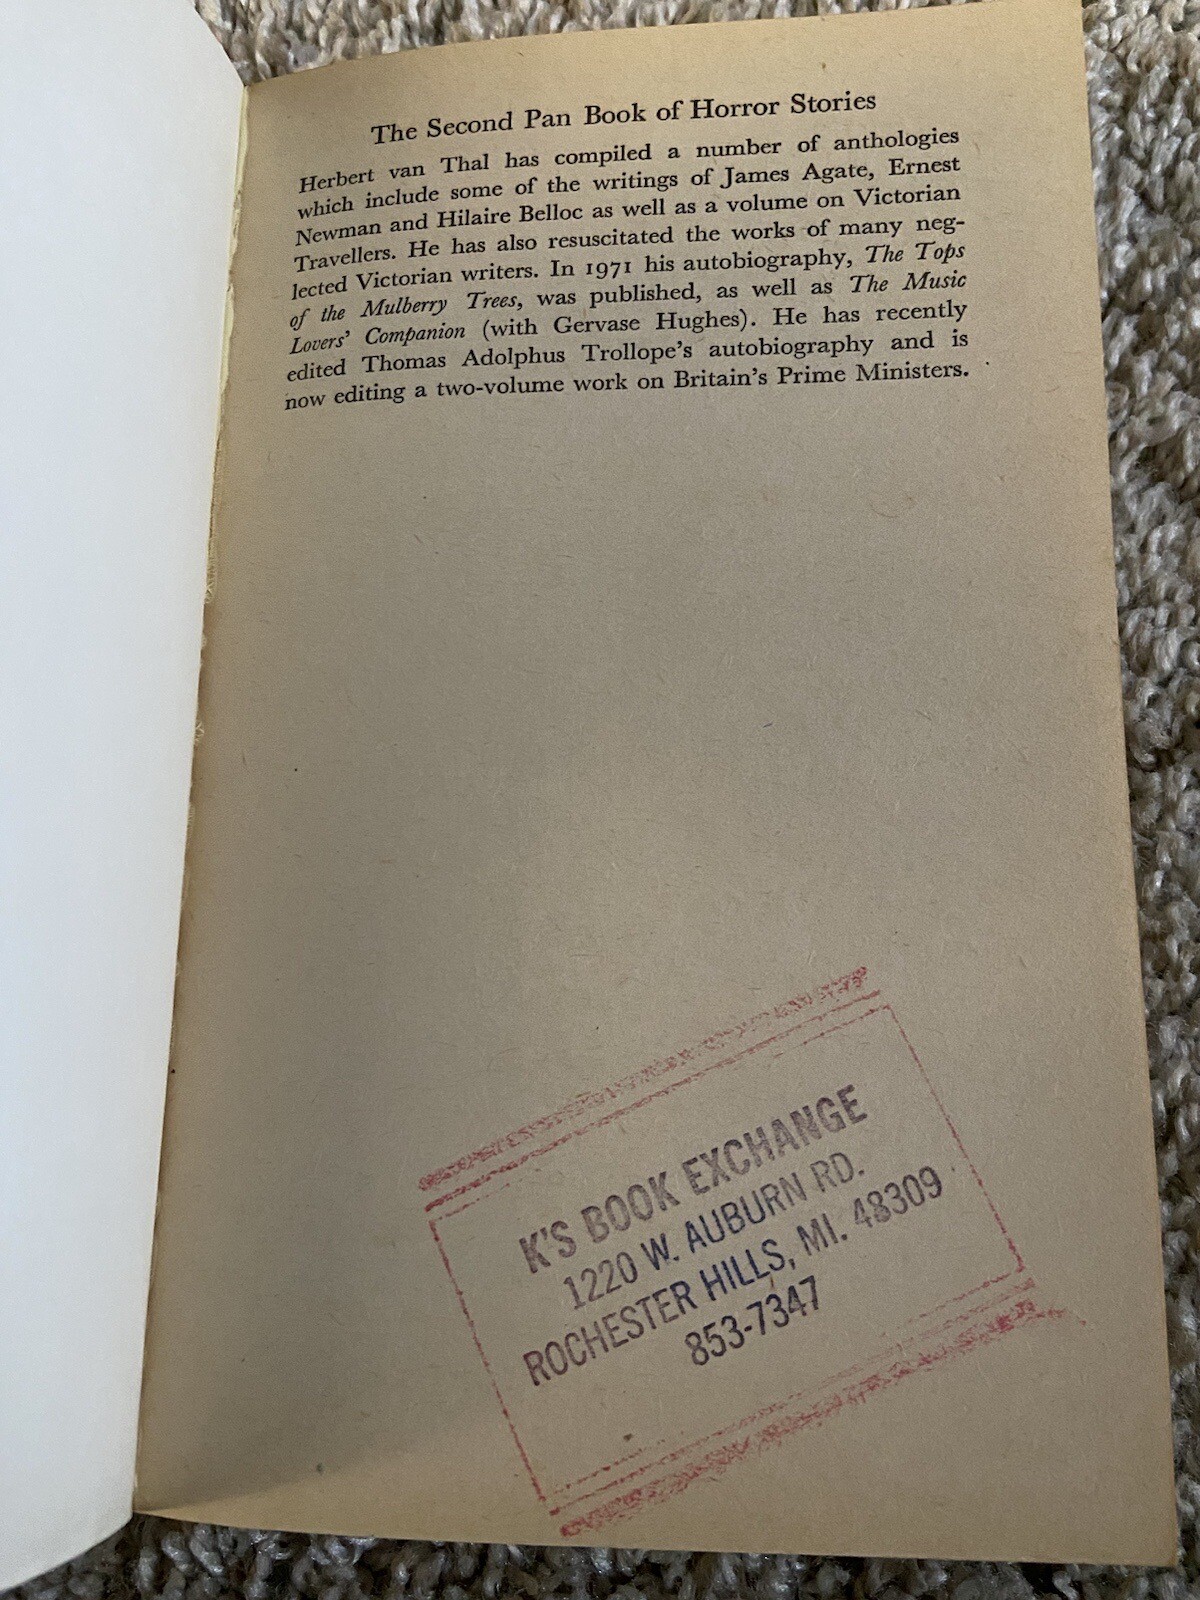 The Second Pan Book of Horror Stories
Herbert van Thal has compiled a number of anthologies
which include some of the writings of James Agate, Ernest
Newman and Hilaire Belloc as well as a volume on Victorian
Travellers. He has also resuscitated the works of many neg-
lected Victorian writers. In 1971 his autobiography, The Tops
of the Mulberry Trees, was published, as well as The Music
Lovers' Companion (with Gervase Hughes). He has recently
edited Thomas Adolphus Trollope's autobiography and is
now editing a two-volume work on Britain's Prime Ministers.
K'S BOOK EXCHANGE
1220 W. AUBURN RD.
ROCHESTER HILLS, MI. 48309
853-7347